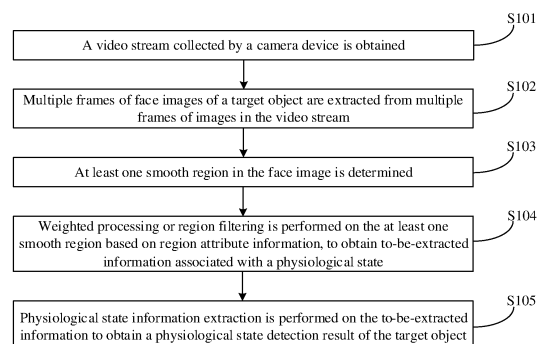 S101
A video stream collected by a camera device is obtained
S102
Multiple frames of face images of a target object are extracted from multiple
frames of images in the video stream
S103
At least one smooth region in the face image is determined
S104
Weighted processing or region filtering is performed on the at least one
smooth region based on region attribute information, to obtain to-be-extracted
information associated with a physiological state
S105
Physiological state information extraction is performed on the to-be-extracted
information to obtain a physiological state detection result of the target object